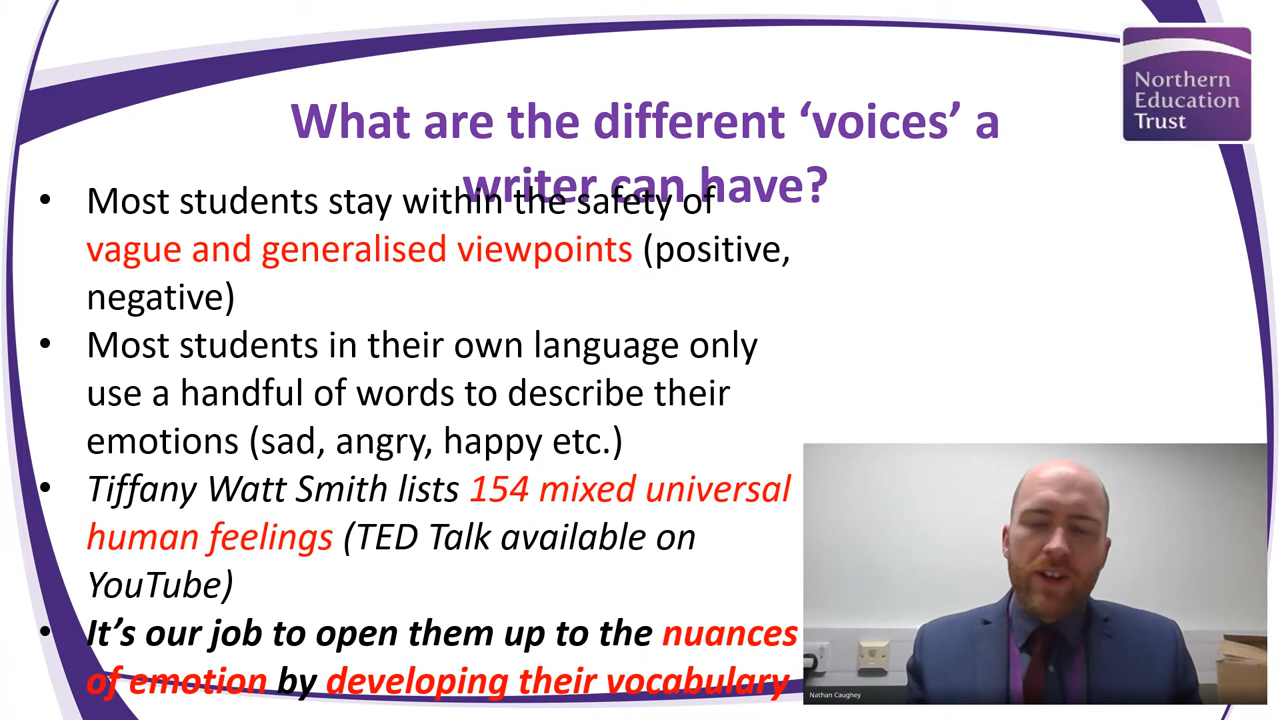 Northern
Education
Trust
What are the different ‘voices’ a
writer can have?
• Most students stay within the safety of
vague and generalised viewpoints (positive,
negative)
• Most students in their own language only
use a handful of words to describe their
emotions (sad, angry, happy etc.)
• Tiffany Watt Smith lists 154 mixed universal
human feelings (TED Talk available on
YouTube)
• It’s our job to open them up to the nuances
of emotion by developing their vocabulary
Nathan Caughey